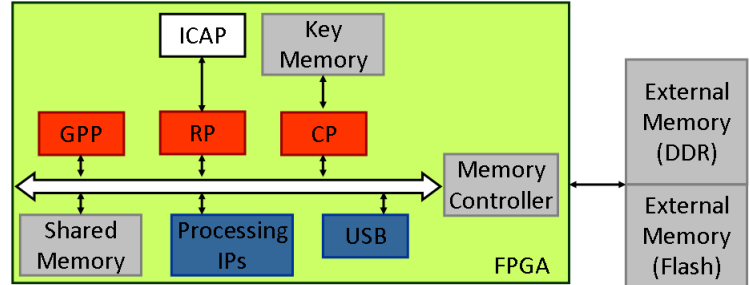 ICAP
Key
Memory
GPP
RP
CP
Memory
Controller
Shared
Memory
Processing
IPs
USB
FPGA
External
Memory
(DDR)
External
Memory
(Flash)